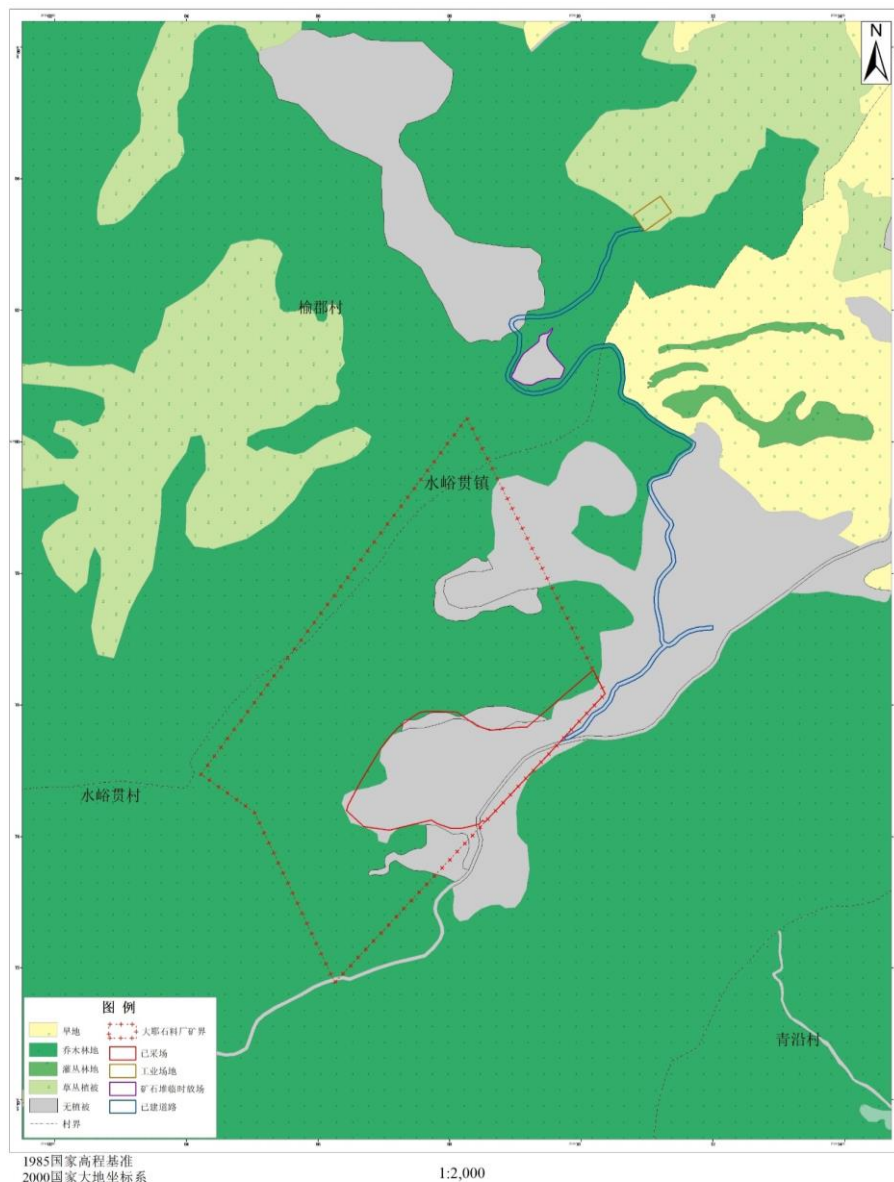 N
榆郡村
水峪贯镇
水峪贯村
青沿村
图 例
旱地
乔木林地
灌丛林地
草丛植被
无植被
村界
大耶石料厂矿界
已采场
工业场地
矿石堆临时放场
已建道路
1985国家高程基准
2000国家大地坐标系
1:2,000